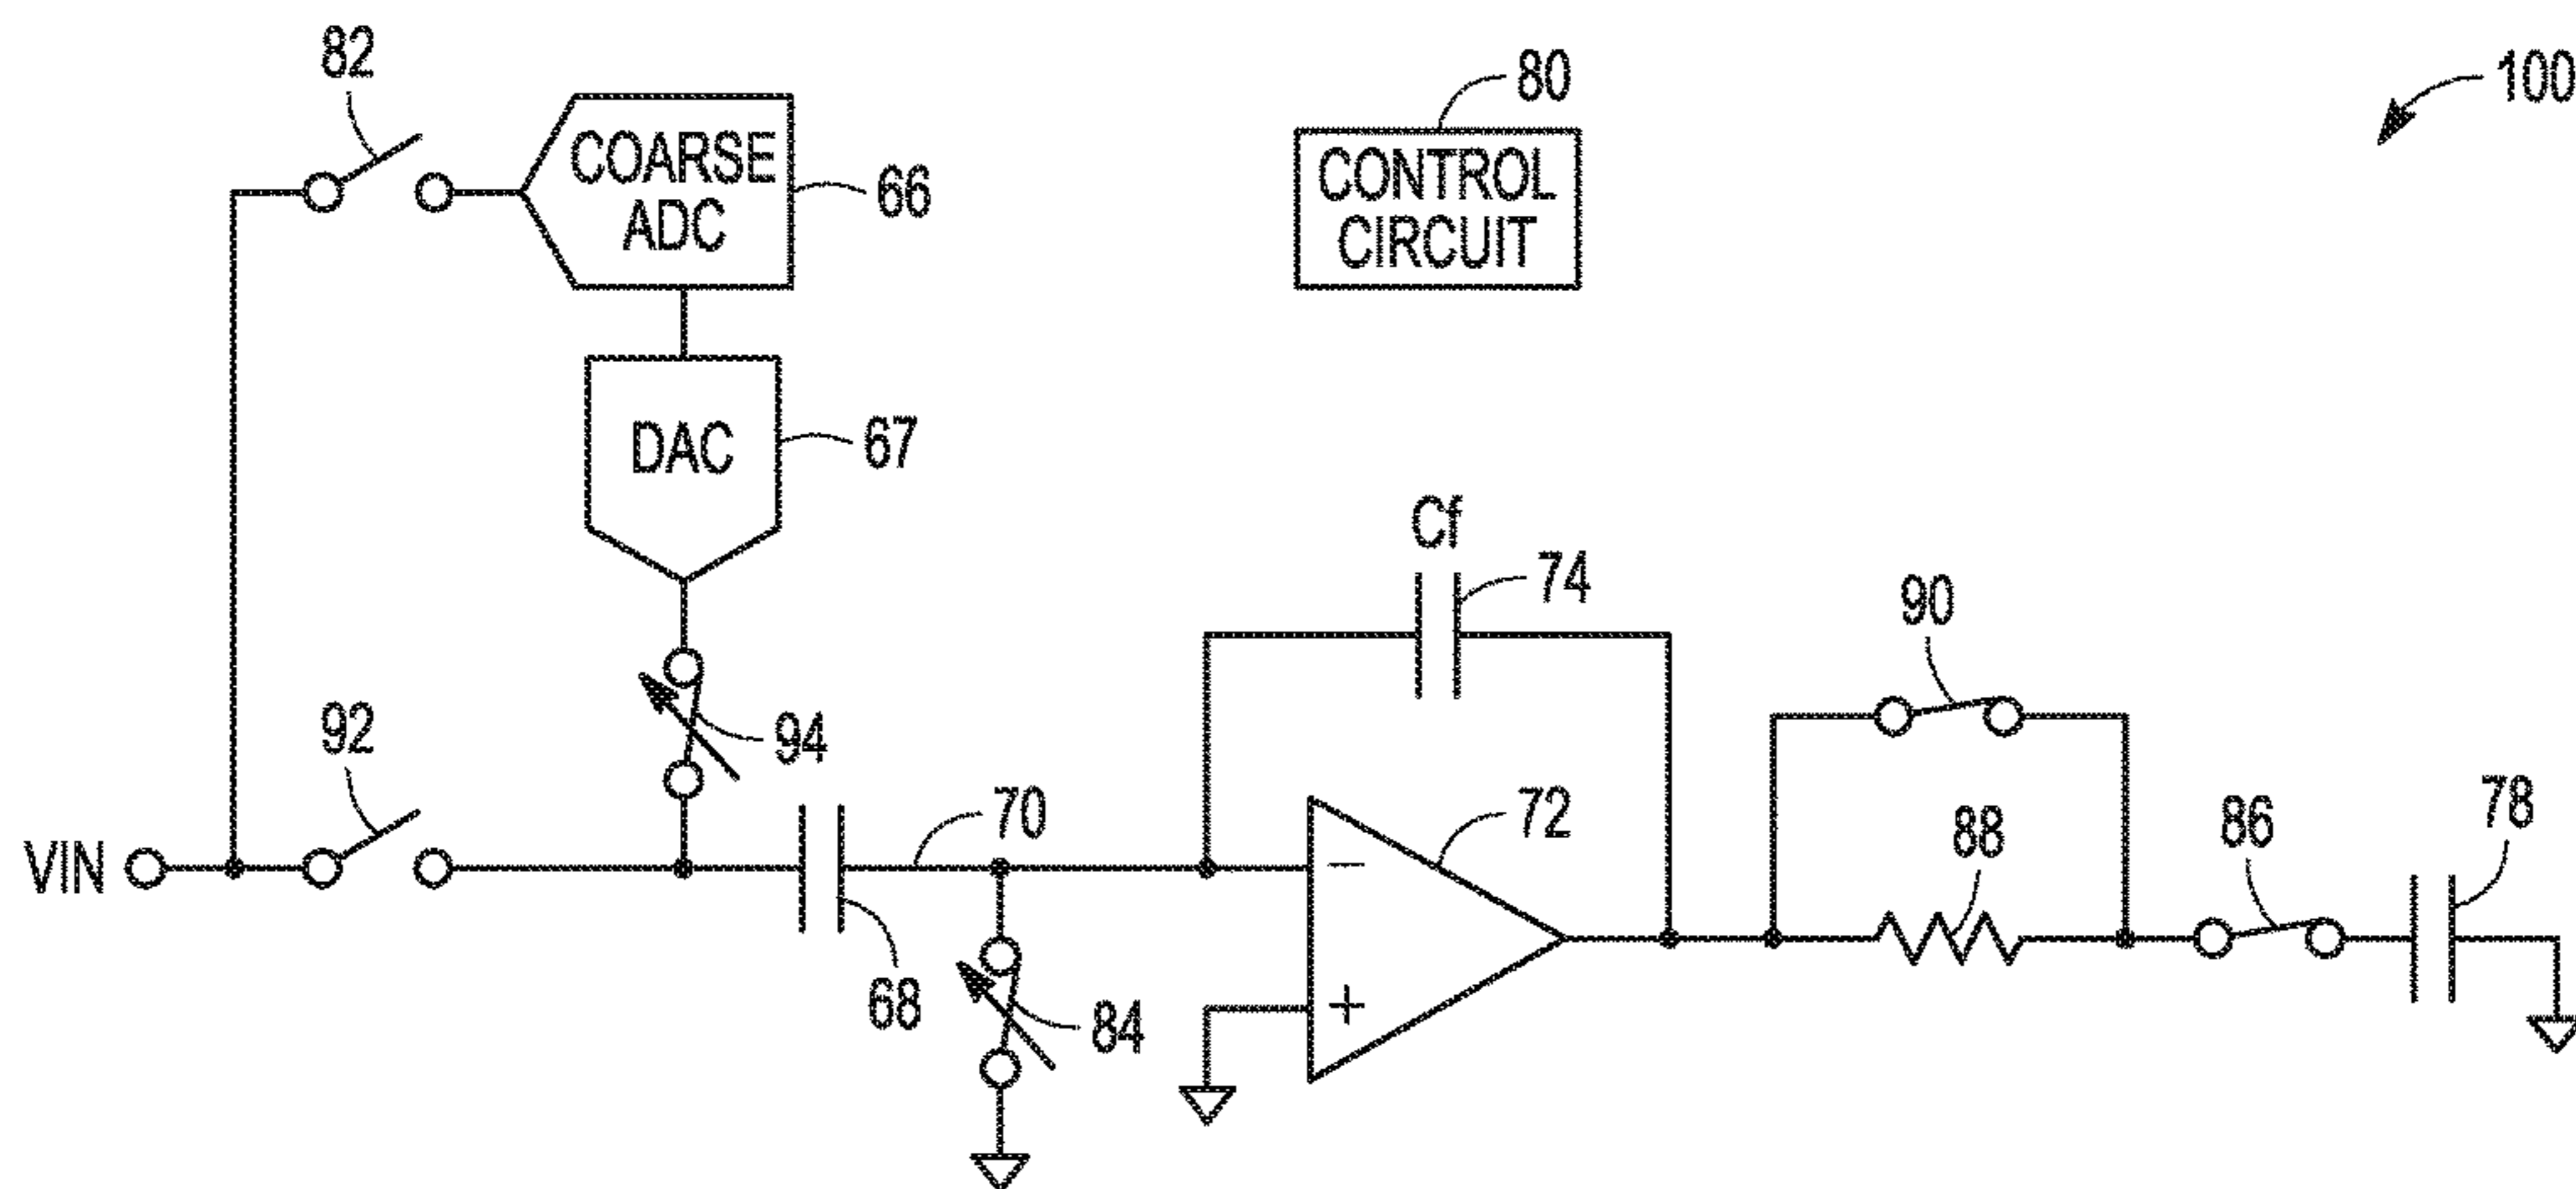 82
80
100
COARSE
ADC
66
CONTROL
CIRCUIT
DAC
67
Cf
74
90
92
94
70
72
88
86
78
VIN
68
84
−
+